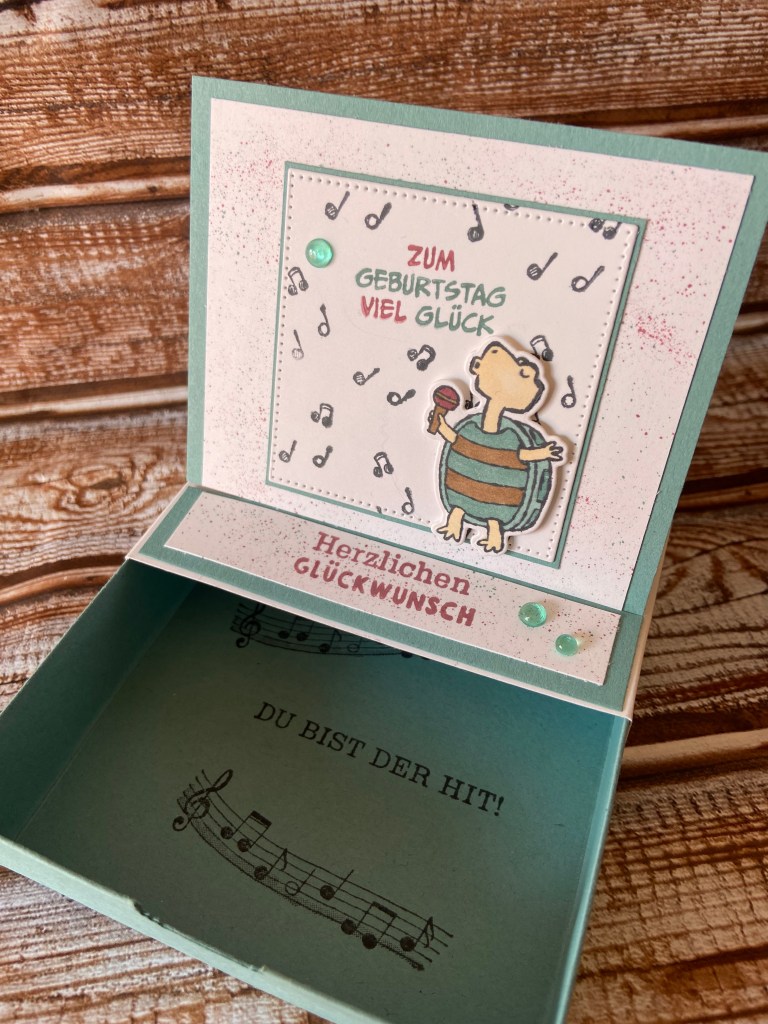 ZUM
GEBURTSTAG
VIEL GLÜCK
Herzlichen
GLÜCKWUNSCH
DU BIST DER HIT!